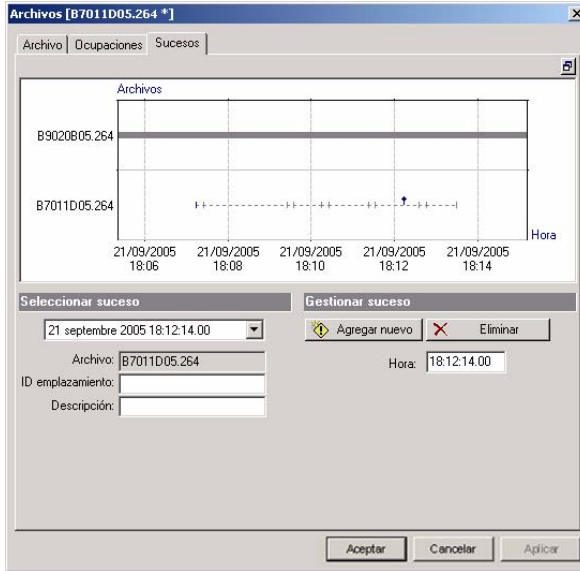 Archivos [B7011D05.264 *]
Archivo Ocupaciones Sucesos
Archivos
B9020B05.264
B7011D05.264
Hora
21/09/2005 21/09/2005 21/09/2005 21/09/2005 21/09/2005
18:06 18:08 18:10 18:12 18:14
Seleccionar suceso
21 septembre 2005 18:12:14.00
Archivo: B7011D05.264
ID emplazamiento:
Descripción:
Gestionar suceso
Agregar nuevo Eliminar
Hora: 18:12:14.00
Aceptar Cancelar Aplicar